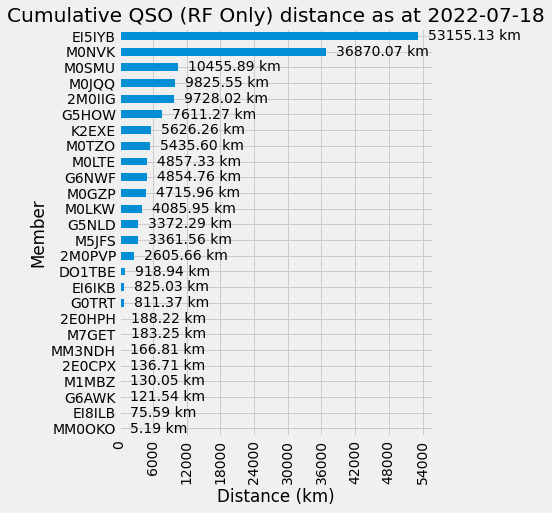 Cumulative QSO (RF Only) distance as at 2022-07-18
EI5IYB 53155.13 km
M0NVK 36870.07 km
M0SMU 10455.89 km
M0JQQ 9825.55 km
2M0IIG 9728.02 km
G5HOW 7611.27 km
K2EXE 5626.26 km
M0TZO 5435.60 km
M0LTE 4857.33 km
G6NWF 4854.76 km
M0GZP 4715.96 km
M0LKW 4085.95 km
G5NLD 3372.29 km
M5JFS 3361.56 km
2M0PVP 2605.66 km
DO1TBE 918.94 km
EI6IKB 825.03 km
G0TRT 811.37 km
2E0HPH 188.22 km
M7GET 183.25 km
MM3NDH 166.81 km
2E0CPX 136.71 km
M1MBZ 130.05 km
G6AWK 121.54 km
EI8ILB 75.59 km
MM0OKO 5.19 km
Member
0 6000 12000 18000 24000 30000 36000 42000 48000 54000
Distance (km)